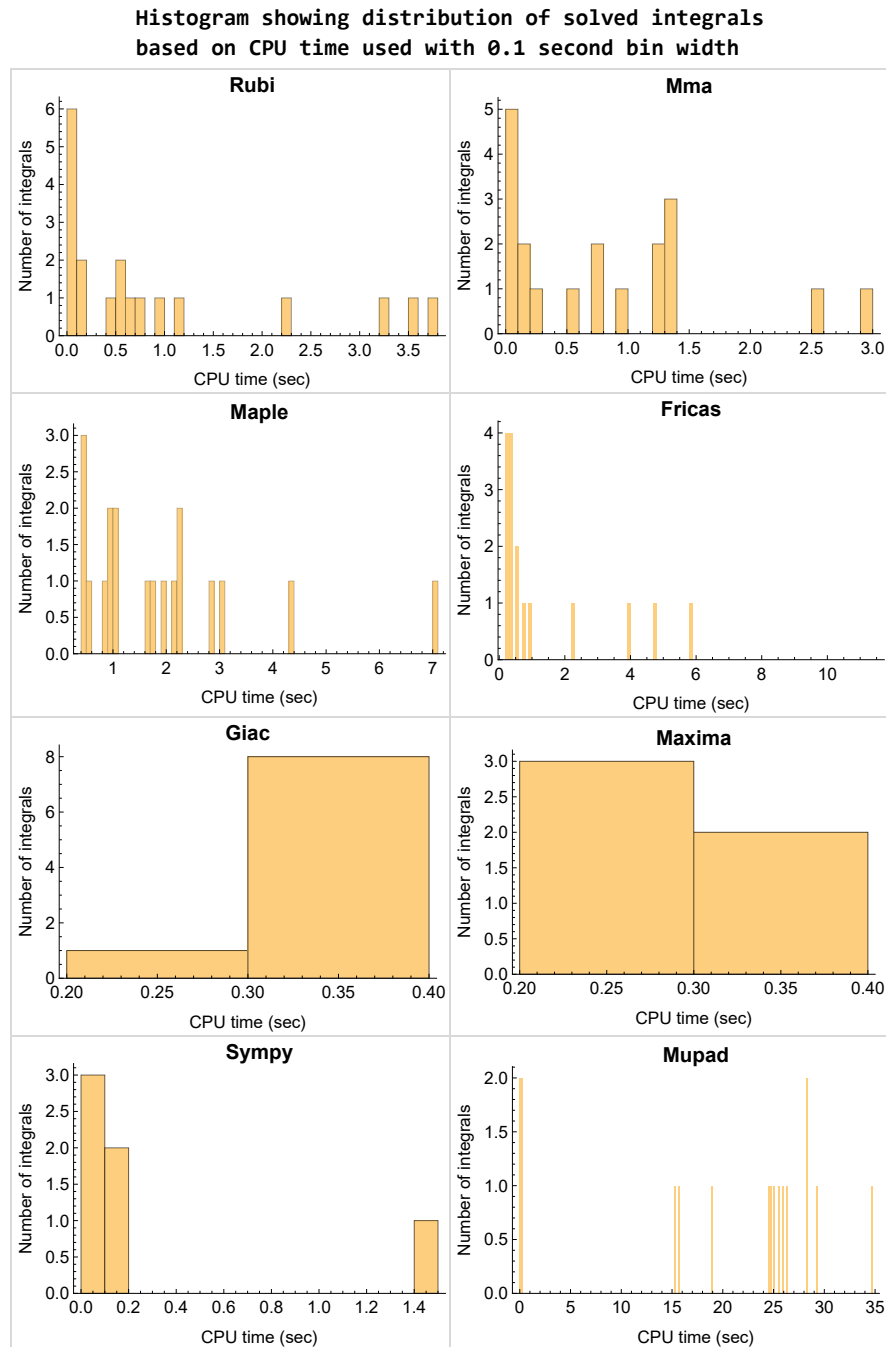 Histogram showing distribution of solved integrals
based on CPU time used with 0.1 second bin width
Rubi
Number of integrals
6
5
4
3
2
1
0
0.0 0.5 1.0 1.5 2.0 2.5 3.0 3.5
CPU time (sec)
Mma
Number of integrals
5
4
3
2
1
0
0.0 0.5 1.0 1.5 2.0 2.5 3.0
CPU time (sec)
Maple
Number of integrals
3.0
2.5
2.0
1.5
1.0
0.5
0.0
1 2 3 4 5 6 7
CPU time (sec)
Fricas
Number of integrals
4
3
2
1
0
0 2 4 6 8 10
CPU time (sec)
Giac
Number of integrals
8
6
4
2
0
0.20 0.25 0.30 0.35 0.40
CPU time (sec)
Maxima
Number of integrals
3.0
2.5
2.0
1.5
1.0
0.5
0.0
0.20 0.25 0.30 0.35 0.40
CPU time (sec)
Sympy
Number of integrals
3.0
2.5
2.0
1.5
1.0
0.5
0.0
0.0 0.2 0.4 0.6 0.8 1.0 1.2 1.4
CPU time (sec)
Mupad
Number of integrals
2.0
1.5
1.0
0.5
0.0
0 5 10 15 20 25 30 35
CPU time (sec)